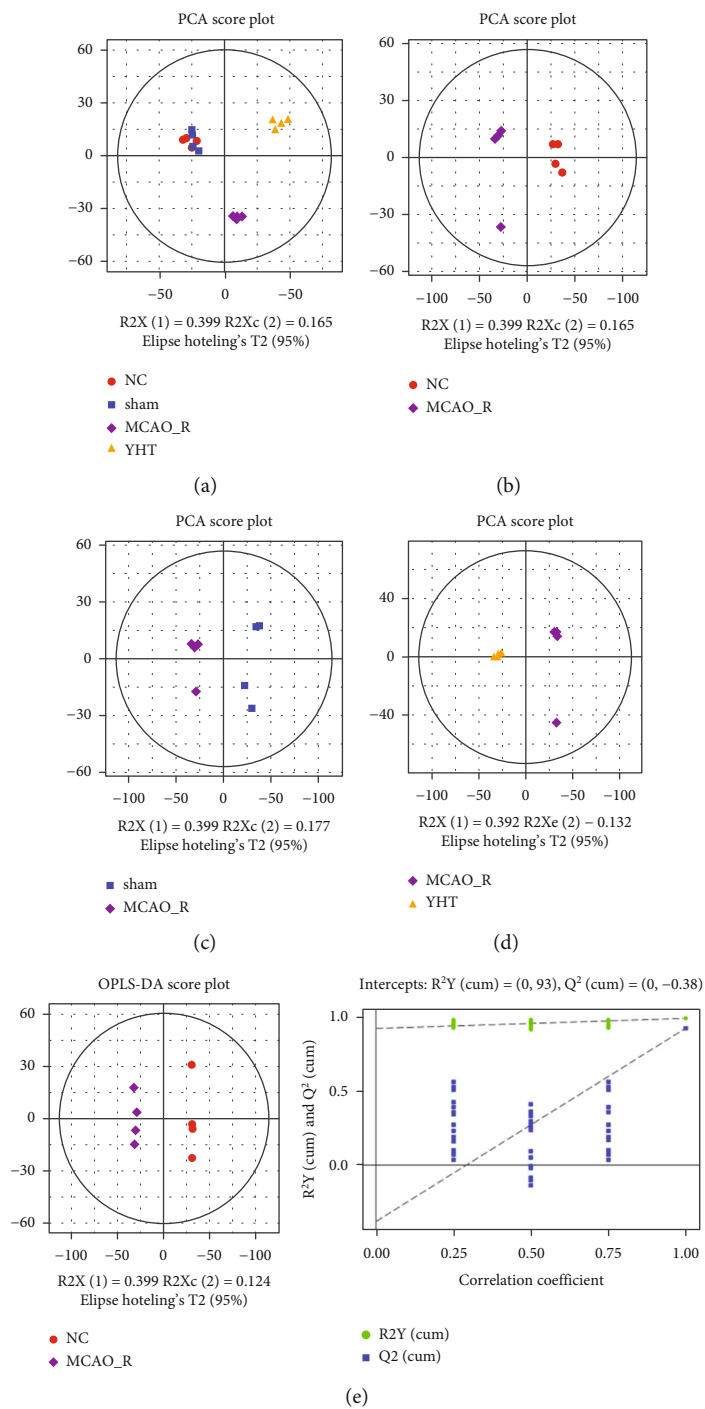 PCA score plot
60
30
0
−30
−60
−50 0 −50
R2X (1) = 0.399 R2Xc (2) = 0.165
Elipse hoteling's T2 (95%)
NC
sham
MCAO_R
YHT
(a)
PCA score plot
60
30
0
−30
−60
−100 −50 0 −50 −100
R2X (1) = 0.399 R2Xc (2) = 0.165
Elipse hoteling's T2 (95%)
NC
MCAO_R
(b)
PCA score plot
60
30
0
−30
−60
−100 −50 0 −50 −100
R2X (1) = 0.399 R2Xc (2) = 0.177
Elipse hoteling's T2 (95%)
sham
MCAO_R
(c)
PCA score plot
40
0
−40
−100 −50 0 −50 −100
R2X (1) = 0.392 R2Xe (2) − 0.132
Elipse hoteling's T2 (95%)
MCAO_R
YHT
(d)
OPLS-DA score plot
60
30
0
−30
−60
−100 −50 0 −50 −100
R2X (1) = 0.399 R2Xc (2) = 0.124
Elipse hoteling's T2 (95%)
NC
MCAO_R
Intercepts: R²Y (cum) = (0, 93), Q² (cum) = (0, −0.38)
R²Y (cum) and Q² (cum)
1.0
0.5
0.0
0.00 0.25 0.50 0.75 1.00
Correlation coefficient
R2Y (cum)
Q2 (cum)
(e)